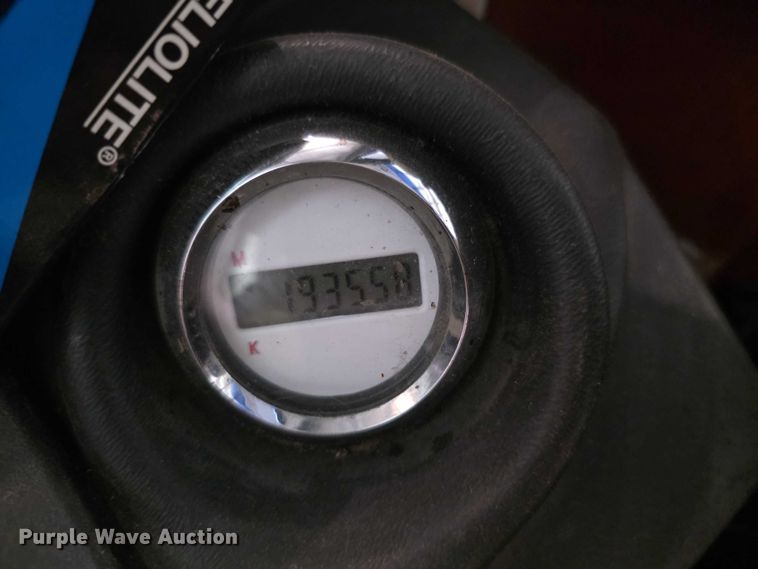 ELIOLITE®
M
193558
K
Purple Wave Auction®